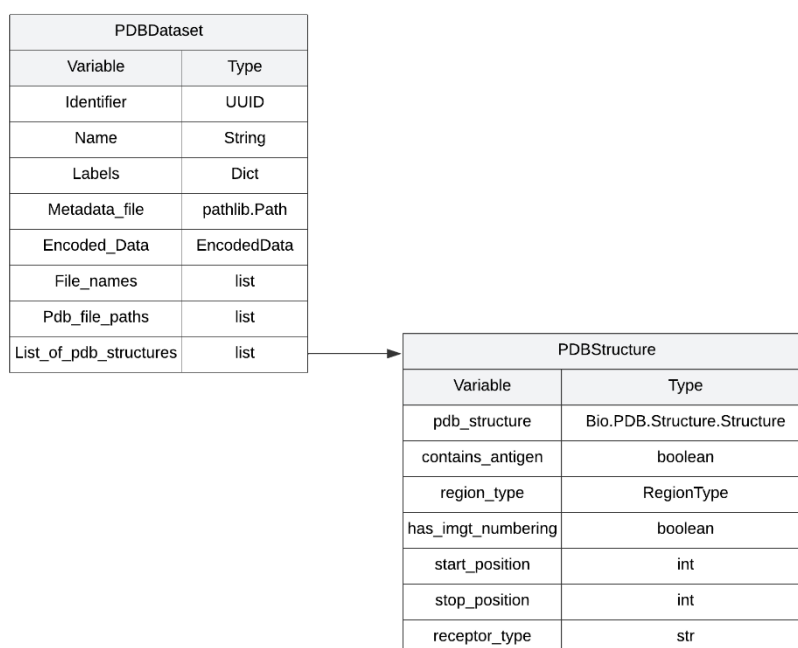 PDBDataset
Variable Type
Identifier UUID
Name String
Labels Dict
Metadata_file pathlib.Path
Encoded_Data EncodedData
File_names list
Pdb_file_paths list
List_of_pdb_structures list
PDBStructure
Variable Type
pdb_structure Bio.PDB.Structure.Structure
contains_antigen boolean
region_type RegionType
has_imgt_numbering boolean
start_position int
stop_position int
receptor_type str